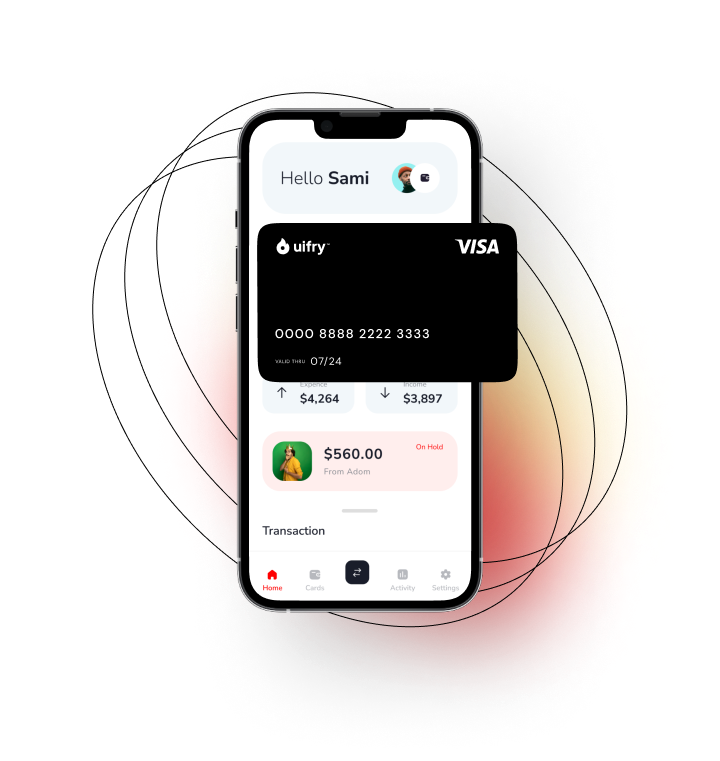 Hello Sami
uifry™
VISA
0000 8888 2222 3333
VALID THRU 07/24
Expence
$4,264
Income
$3,897
$560.00
On Hold
From Adom
Transaction
Home
Cards
Activity
Settings